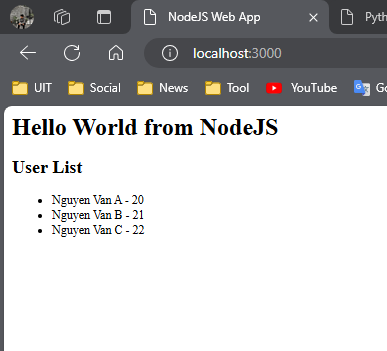 NodeJS Web App
Pyth
localhost:3000
UIT Social News Tool YouTube Go
Hello World from NodeJS
User List
Nguyen Van A - 20
Nguyen Van B - 21
Nguyen Van C - 22